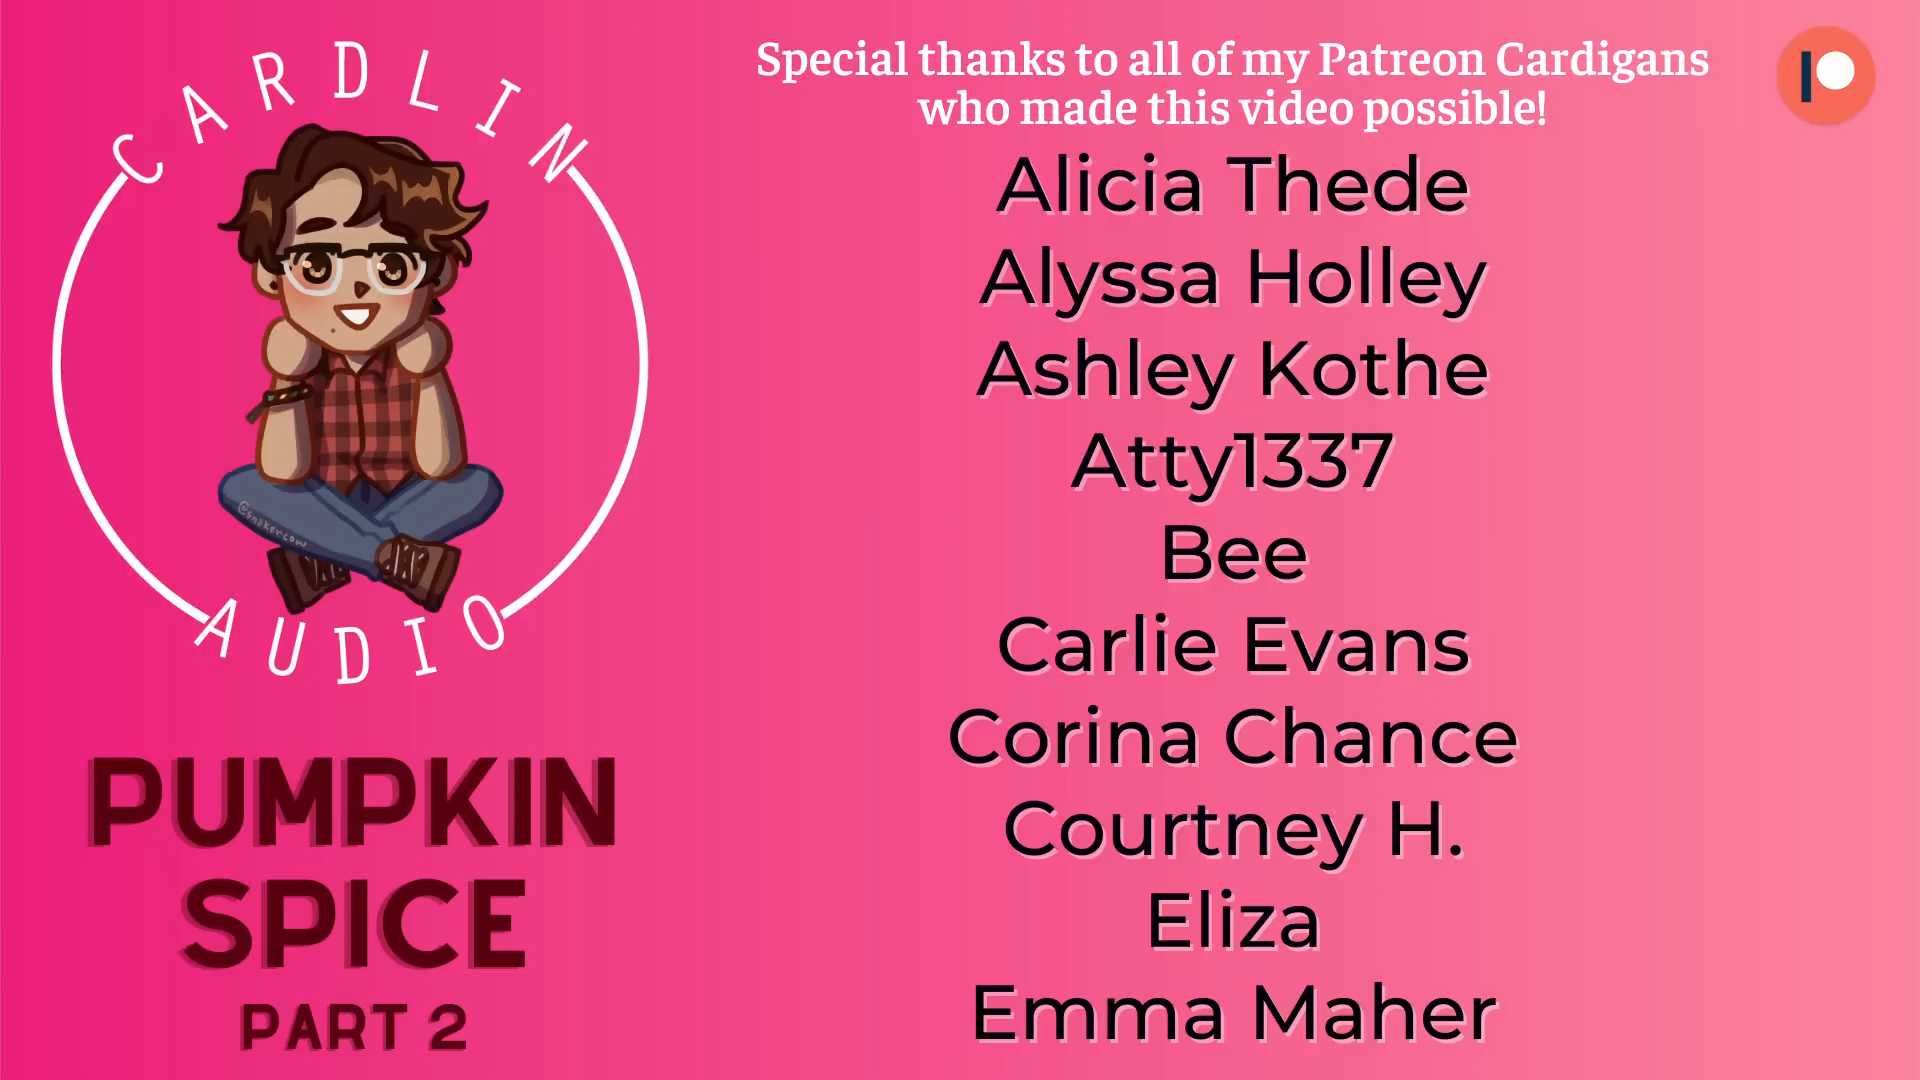 CARDLIN
AUDIO
@snakercow
PUMPKIN
SPICE
PART 2
Special thanks to all of my Patreon Cardigans
who made this video possible!
Alicia Thede
Alyssa Holley
Ashley Kothe
Atty1337
Bee
Carlie Evans
Corina Chance
Courtney H.
Eliza
Emma Maher